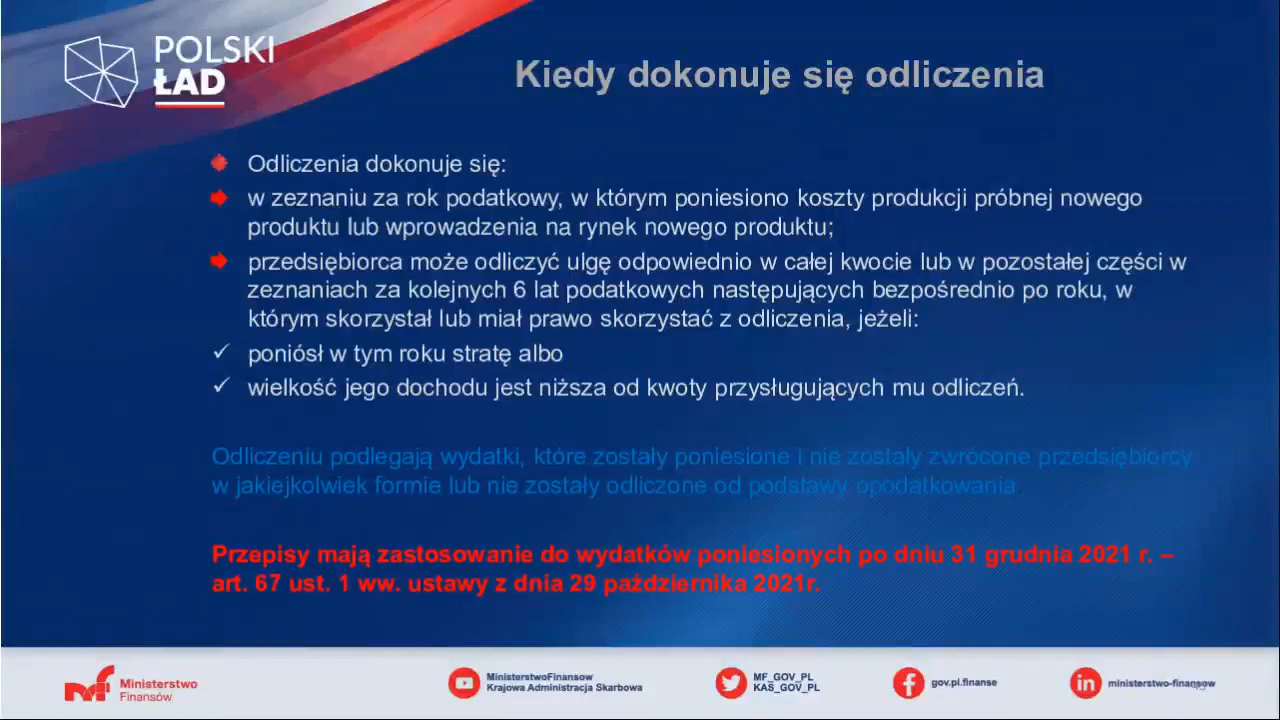 POLSKI
ŁAD
Kiedy dokonuje się odliczenia
Odliczenia dokonuje się:
w zeznaniu za rok podatkowy, w którym poniesiono koszty produkcji próbnej nowego
produktu lub wprowadzenia na rynek nowego produktu;
przedsiębiorca może odliczyć ulgę odpowiednio w całej kwocie lub w pozostałej części w
zeznaniach za kolejnych 6 lat podatkowych następujących bezpośrednio po roku, w
którym skorzystał lub miał prawo skorzystać z odliczenia, jeżeli:
poniósł w tym roku stratę albo
wielkość jego dochodu jest niższa od kwoty przysługujących mu odliczeń.
Odliczeniu podlegają wydatki, które zostały poniesione i nie zostały zwrócone przedsiębiorcy
w jakiejkolwiek formie lub nie zostały odliczone od podstawy opodatkowania.
Przepisy mają zastosowanie do wydatków poniesionych po dniu 31 grudnia 2021 r. –
art. 67 ust. 1 ww. ustawy z dnia 29 października 2021r.
Ministerstwo
Finansów
MinisterstwoFinansow
Krajowa Administracja Skarbowa
MF_GOV_PL
KAS_GOV_PL
gov.pl.finanse
ministerstwo-finansow